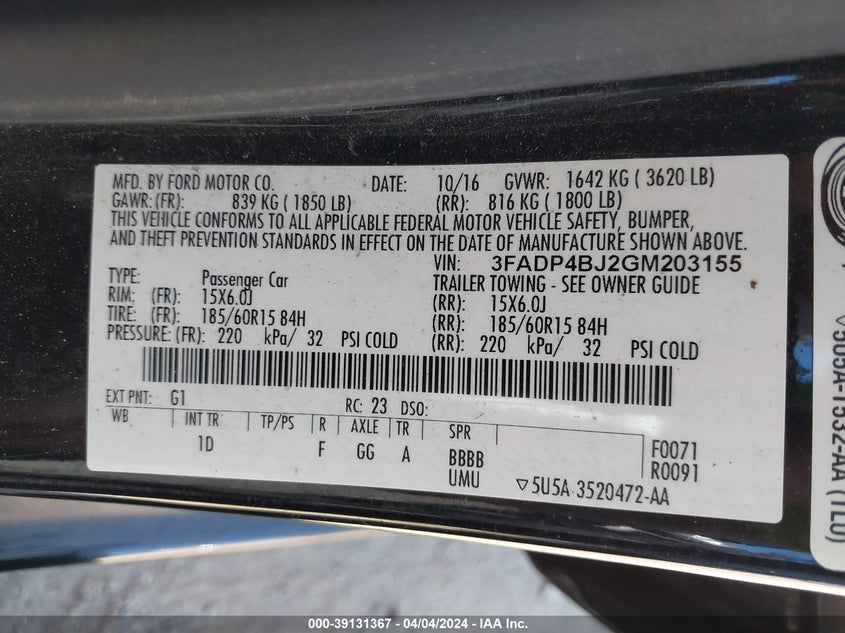 MFD. BY FORD MOTOR CO. DATE: 10/16 GVWR: 1642 KG ( 3620 LB)
GAWR: (FR): 839 KG ( 1850 LB) (RR): 816 KG ( 1800 LB)
THIS VEHICLE CONFORMS TO ALL APPLICABLE FEDERAL MOTOR VEHICLE SAFETY, BUMPER,
AND THEFT PREVENTION STANDARDS IN EFFECT ON THE DATE OF MANUFACTURE SHOWN ABOVE.
VIN: 3FADP4BJ2GM203155
TYPE: Passenger Car TRAILER TOWING - SEE OWNER GUIDE
RIM: (FR): 15X6.0J (RR): 15X6.0J
TIRE: (FR): 185/60R15 84H (RR): 185/60R15 84H
PRESSURE: (FR): 220 kPa/ 32 PSI COLD (RR): 220 kPa/ 32 PSI COLD
EXT PNT: G1 RC: 23 DSO:
WB INT TR TP/PS R AXLE TR SPR F0071
1D F GG A BBBB R0091
UMU ▽5U5A-3520472-AA
000-39131367 - 04/04/2024 - IAA Inc.